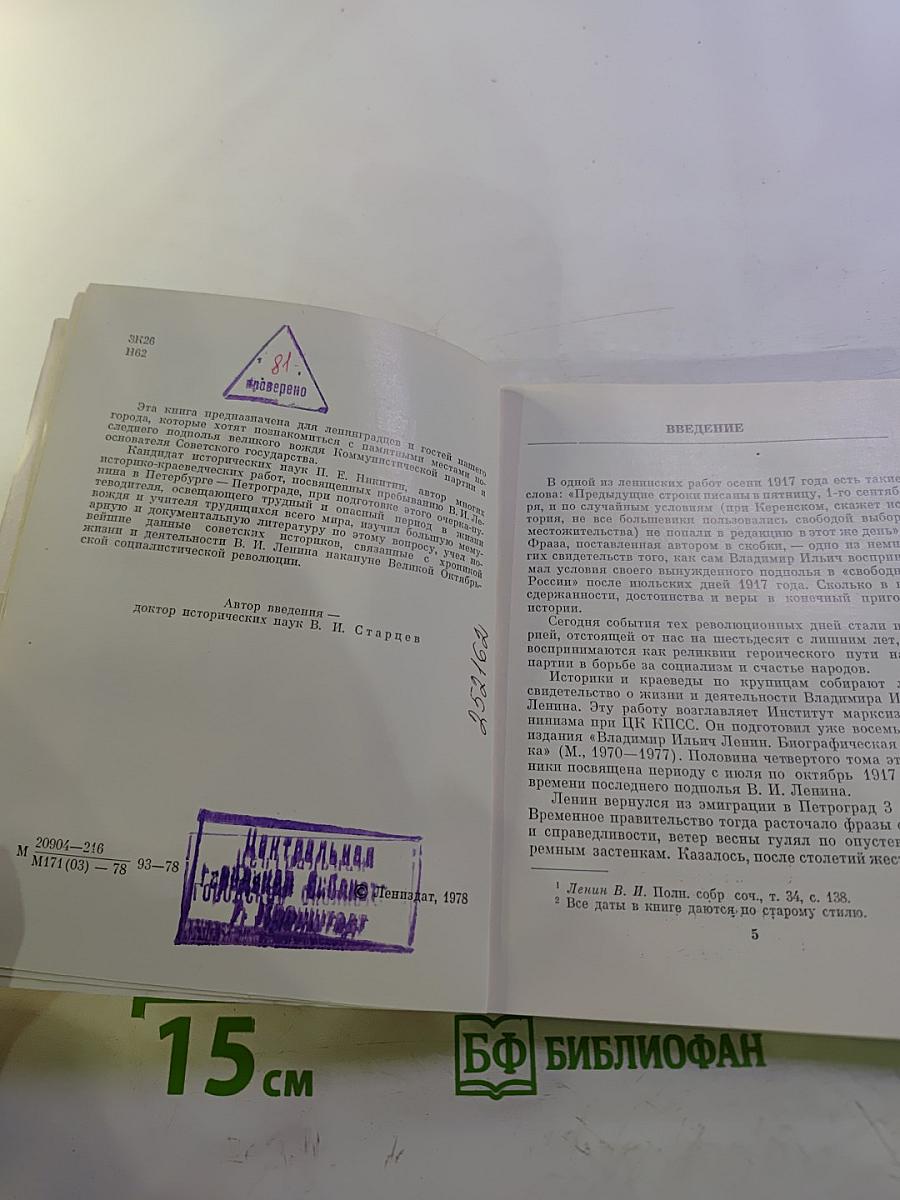 ЗК26
Н62
81
проверено
Эта книга предназначена для ленинградцев и гостей нашего
города, которые хотят познакомиться с памятными местами по-
следнего подполья великого вождя Коммунистической партии и
основателя Советского государства.
Кандидат исторических наук П. Е. Никитин, автор многих
историко-краеведческих работ, посвященных пребыванию В. И. Ле-
нина в Петербурге — Петрограде, при подготовке этого очерка-пу-
теводителя, освещающего трудный и опасный период в жизни
вождя и учителя трудящихся всего мира, изучил большую мему-
арную и документальную литературу по этому вопросу, учел но-
вейшие данные советских историков, связанные с хроникой
жизни и деятельности В. И. Ленина накануне Великой Октябрь-
ской социалистической революции.
Автор введения —
доктор исторических наук В. И. Старцев
252162
М 20904—216
М171(03) — 78 93—78
Центральная
городская
г. Калининград
© Лениздат, 1978
ВВЕДЕНИЕ
В одной из ленинских работ осени 1917 года есть такие
слова: «Предыдущие строки писаны в пятницу, 1-го сентяб-
ря, и по случайным условиям (при Керенском, скажет ис-
тория, не все большевики пользовались свободой выбора
местожительства) не попали в редакцию в этот же день»
Фраза, поставленная автором в скобки, — одно из немно-
гих свидетельств того, как сам Владимир Ильич восприни-
мал условия своего вынужденного подполья в «свободной
России» после июльских дней 1917 года. Сколько в
сдержанности, достоинства и веры в конечный приго
истории.
Сегодня события тех революционных дней стали
рией, отстоящей от нас на шестьдесят с лишним лет,
воспринимаются как реликвии героического пути на
партии в борьбе за социализм и счастье народов.
Историки и краеведы по крупицам собирают
свидетельство о жизни и деятельности Владимира И
Ленина. Эту работу возглавляет Институт марксиз
нинизма при ЦК КПСС. Он подготовил уже восемь
издания «Владимир Ильич Ленин. Биографическая
ка» (М., 1970—1977). Половина четвертого тома эт
ники посвящена периоду с июля по октябрь 1917
времени последнего подполья В. И. Ленина.
Ленин вернулся из эмиграции в Петроград 3
Временное правительство тогда расточало фразы о
и справедливости, ветер весны гулял по опусте
ремным застенкам. Казалось, после столетий жест
1 Ленин В. И. Полн. собр. соч., т. 34, с. 138.
2 Все даты в книге даются по старому стилю.
5
15 см
БФ БИБЛИОФАН